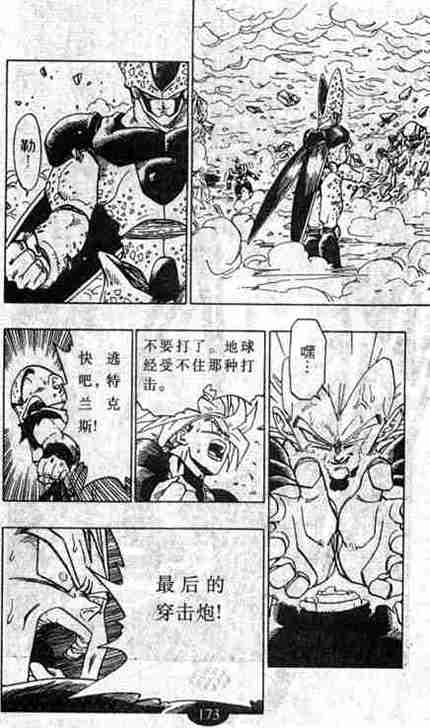 勒!
快逃
吧,特
兰克
斯!
不要打了。地球
经受不住那种打
击。
嘿…
最后的
穿击炮!
173